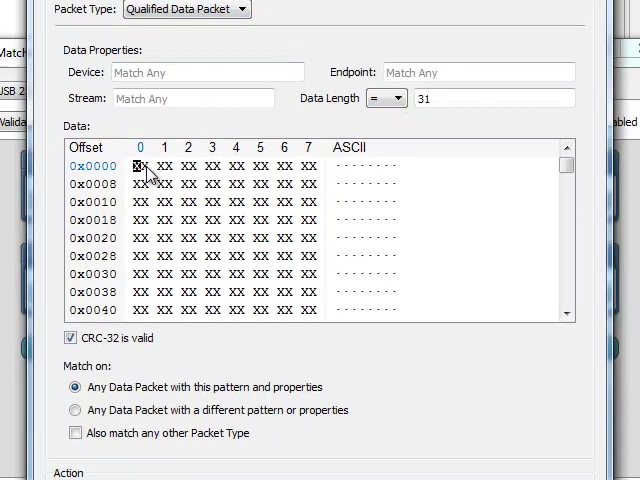 Packet Type: Qualified Data Packet
Match
Data Properties:
Device: Match Any Endpoint: Match Any
USB 2
Stream: Match Any Data Length = 31
Valida
abled
Data:
Offset 0 1 2 3 4 5 6 7 ASCII
0x0000 XX XX XX XX XX XX XX XX ········
0x0008 XX XX XX XX XX XX XX XX ········
0x0010 XX XX XX XX XX XX XX XX ········
0x0018 XX XX XX XX XX XX XX XX ········
0x0020 XX XX XX XX XX XX XX XX ········
0x0028 XX XX XX XX XX XX XX XX ········
0x0030 XX XX XX XX XX XX XX XX ········
0x0038 XX XX XX XX XX XX XX XX ········
0x0040 XX XX XX XX XX XX XX XX ········
CRC-32 is valid
Match on:
Any Data Packet with this pattern and properties
Any Data Packet with a different pattern or properties
Also match any other Packet Type
Action